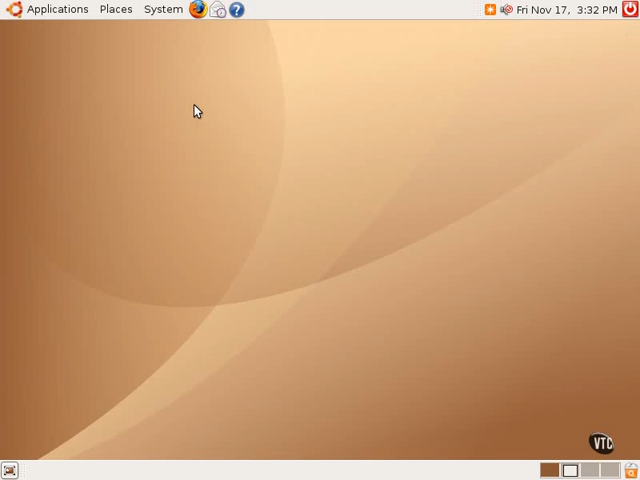 Applications Places System ? Fri Nov 17, 3:32 PM
VTC